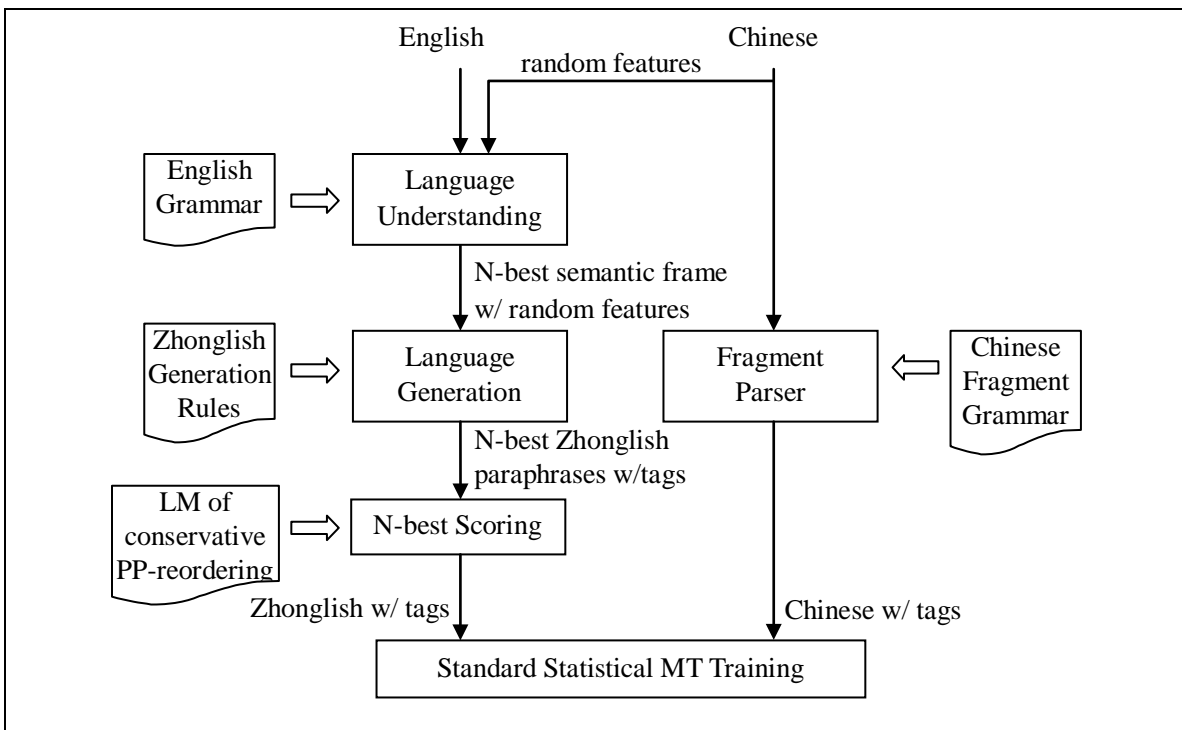 English
Chinese
random features
English
Grammar
Language
Understanding
N-best semantic frame
w/ random features
Zhonglish
Generation
Rules
Language
Generation
Fragment
Parser
Chinese
Fragment
Grammar
N-best Zhonglish
paraphrases w/tags
LM of
conservative
PP-reordering
N-best Scoring
Zhonglish w/ tags
Chinese w/ tags
Standard Statistical MT Training